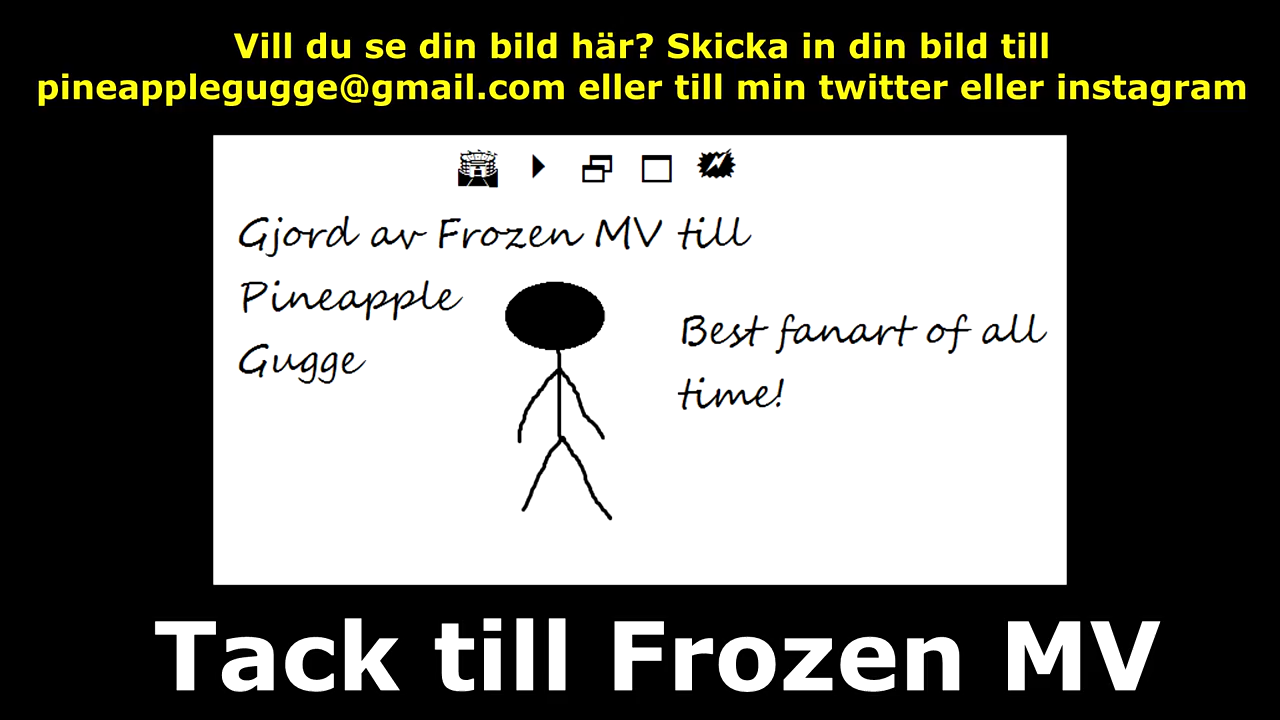 Vill du se din bild här? Skicka in din bild till
pineapplegugge@gmail.com eller till min twitter eller instagram
Gjord av Frozen MV till
Pineapple
Gugge
Best fanart of all
time!
Tack till Frozen MV